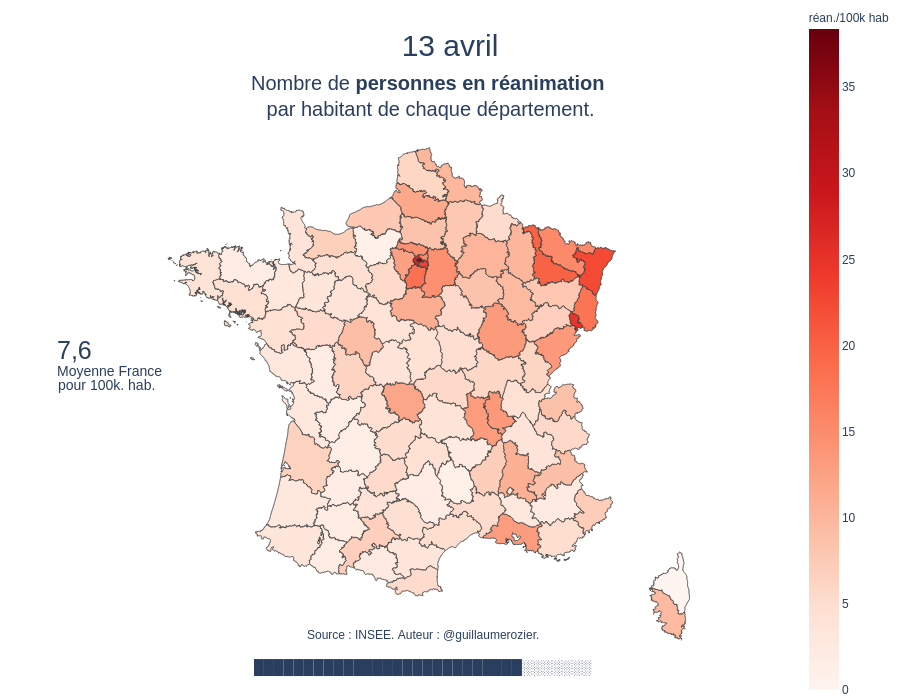 réan./100k hab
13 avril
Nombre de personnes en réanimation
par habitant de chaque département.
35
30
25
20
15
10
5
0
7,6
Moyenne France
pour 100k. hab.
Source : INSEE. Auteur : @guillaumerozier.